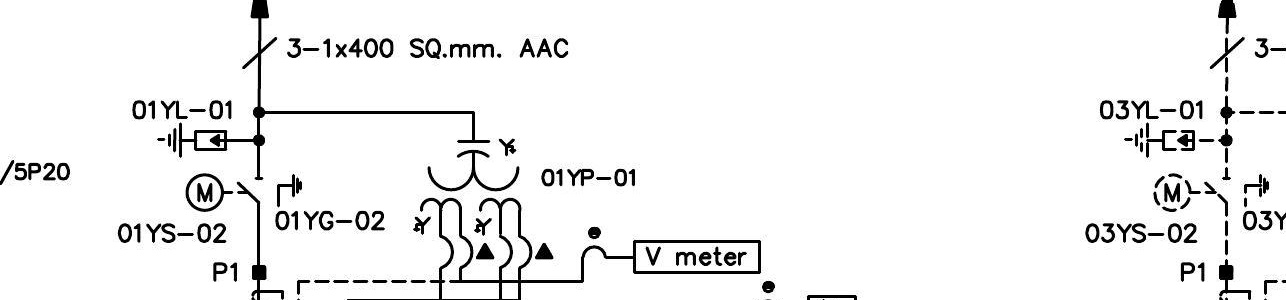 3-1x400 SQ.mm. AAC
3-
01YL-01
03YL-01
/5P20
01YP-01
M
M
01YG-02
03Y
01YS-02
03YS-02
P1
V meter
P1